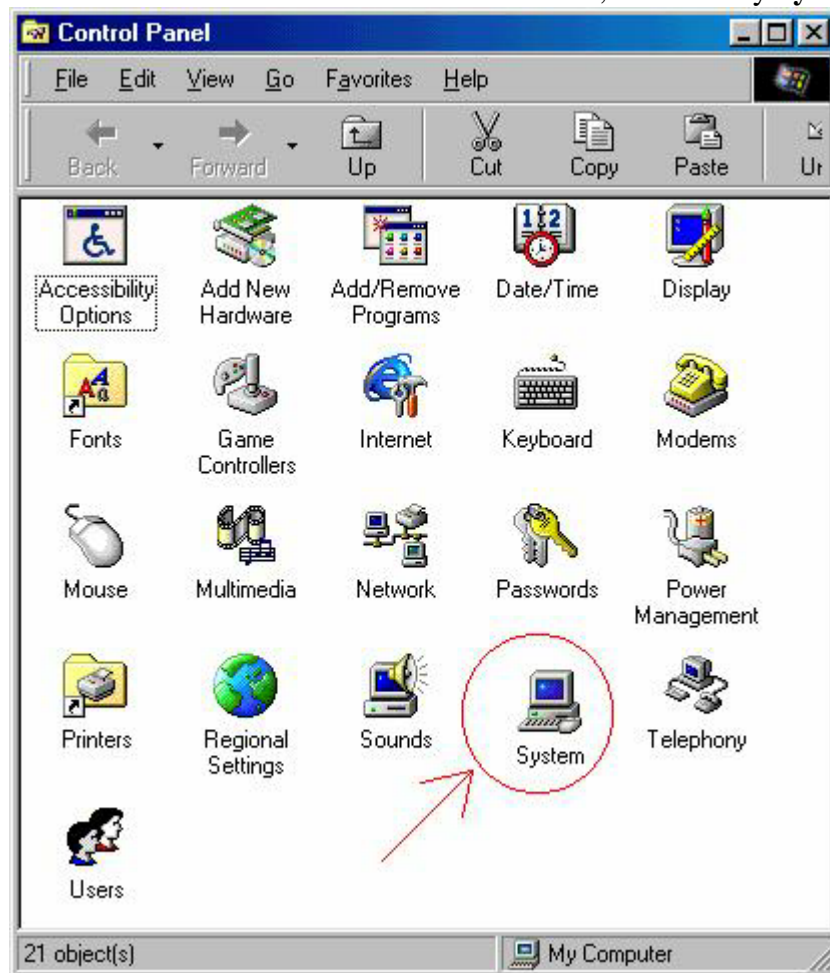 Control Panel
File Edit View Go Favorites Help
Back Forward Up Cut Copy Paste
Accessibility Options
Add New Hardware
Add/Remove Programs
Date/Time
Display
Fonts
Game Controllers
Internet
Keyboard
Modems
Mouse
Multimedia
Network
Passwords
Power Management
Printers
Regional Settings
Sounds
System
Telephony
Users
21 object(s) My Computer